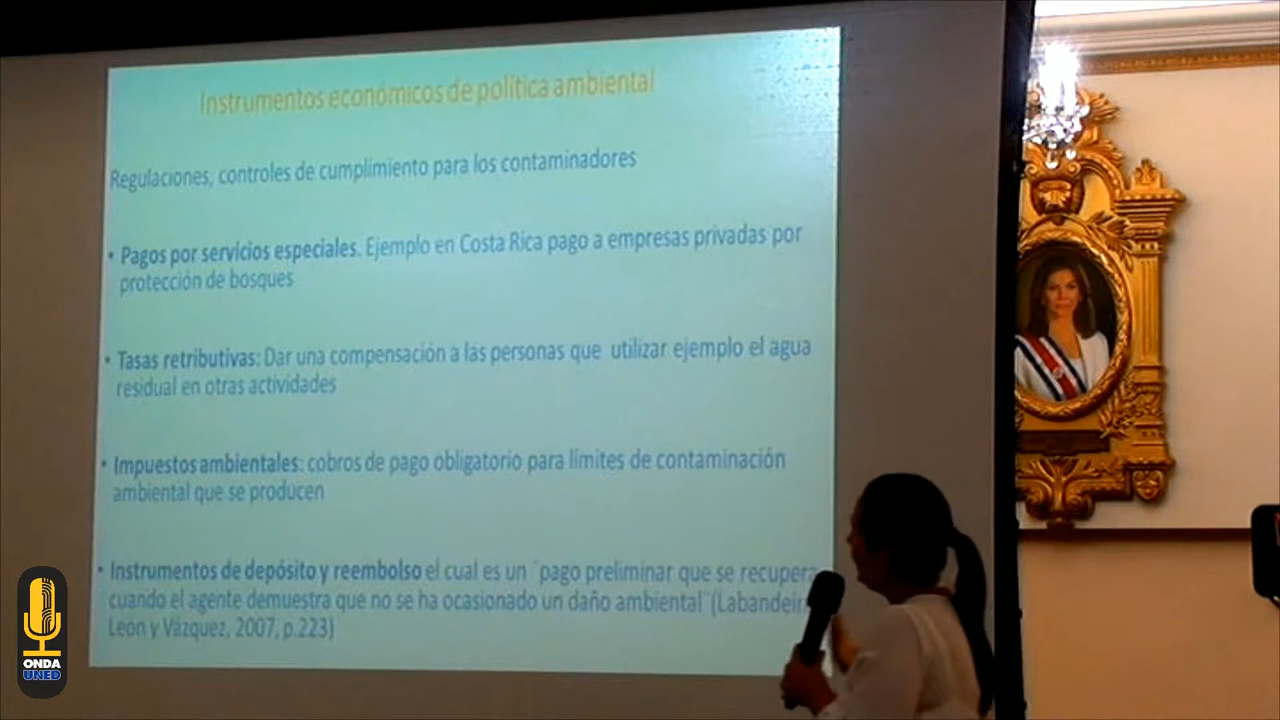 Instrumentos económicos de política ambiental
Regulaciones, controles de cumplimiento para los contaminadores
• Pagos por servicios especiales. Ejemplo en Costa Rica pago a empresas privadas por
protección de bosques
• Tasas retributivas: Dar una compensación a las personas que utilizar ejemplo el agua
residual en otras actividades
• Impuestos ambientales: cobros de pago obligatorio para límites de contaminación
ambiental que se producen
• Instrumentos de depósito y reembolso el cual es un ¨pago preliminar que se recupera
cuando el agente demuestra que no se ha ocasionado un daño ambiental¨ (Labandeir
León y Vázquez, 2007, p.223)
ONDA
UNED